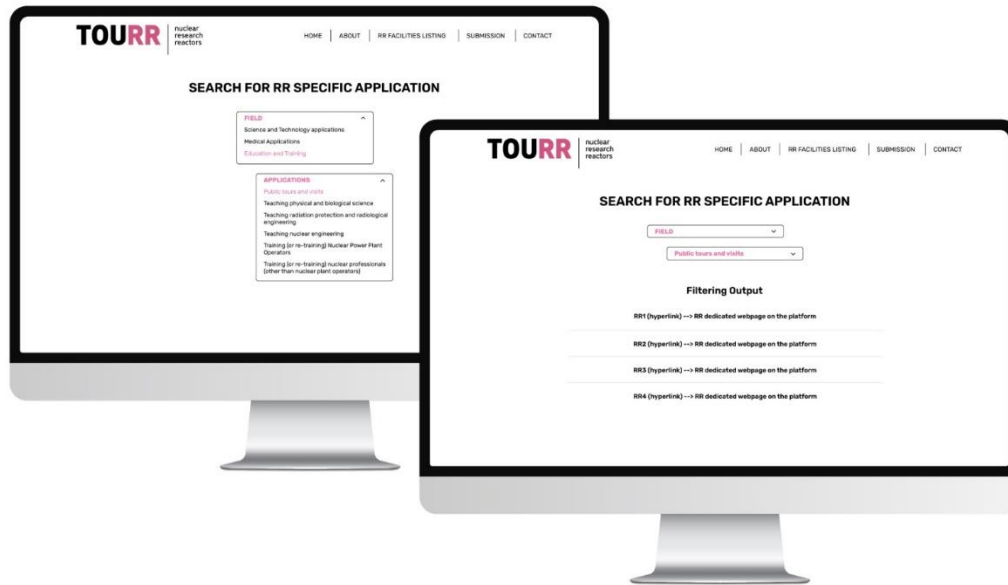 TOURR
nuclear
research
reactors
HOME
ABOUT
RR FACILITIES LISTING
SUBMISSION
CONTACT
SEARCH FOR RR SPECIFIC APPLICATION
FIELD
Science and Technology applications
Medical Applications
Education and Training
APPLICATIONS
Public tours and visits
Teaching physical and biological science
Teaching radiation protection and radiological
engineering
Teaching nuclear engineering
Training (or re-training) Nuclear Power Plant
Operators
Training (or re-training) nuclear professionals
(other than nuclear plant operators)
TOURR
nuclear
research
reactors
HOME
ABOUT
RR FACILITIES LISTING
SUBMISSION
CONTACT
SEARCH FOR RR SPECIFIC APPLICATION
FIELD
Public tours and visits
Filtering Output
RR1 (hyperlink) --> RR dedicated webpage on the platform
RR2 (hyperlink) --> RR dedicated webpage on the platform
RR3 (hyperlink) --> RR dedicated webpage on the platform
RR4 (hyperlink) --> RR dedicated webpage on the platform